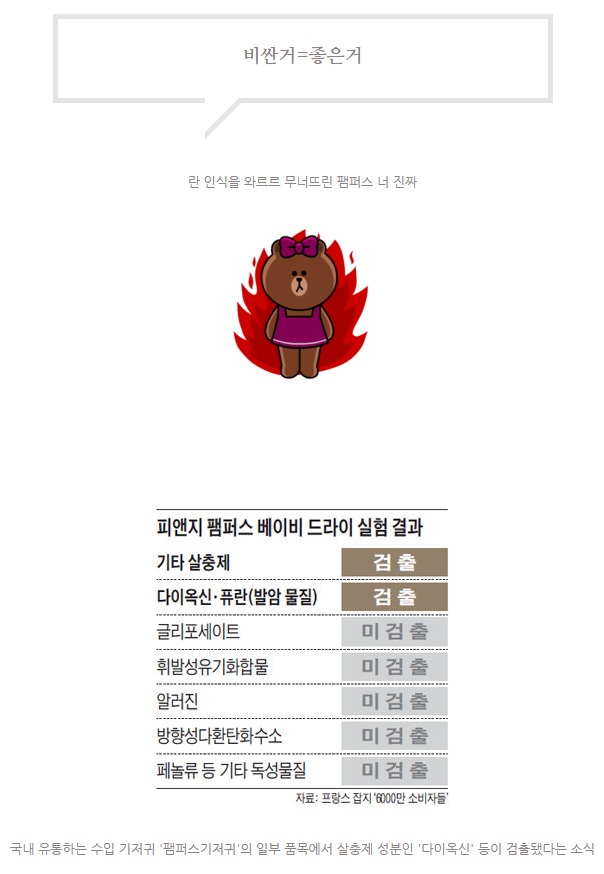 비싼거=좋은거
란 인식을 와르르 무너뜨린 팸퍼스 너 진짜
피앤지 팸퍼스 베이비 드라이 실험 결과
기타 살충제 검 출
다이옥신·퓨란(발암 물질) 검 출
글리포세이트 미 검 출
휘발성유기화합물 미 검 출
알러진 미 검 출
방향성다환탄화수소 미 검 출
페놀류 등 기타 독성물질 미 검 출
자료: 프랑스 잡지 '6000만 소비자들'
국내 유통하는 수입 기저귀 '팸퍼스기저귀'의 일부 품목에서 살충제 성분인 '다이옥신' 등이 검출됐다는 소식